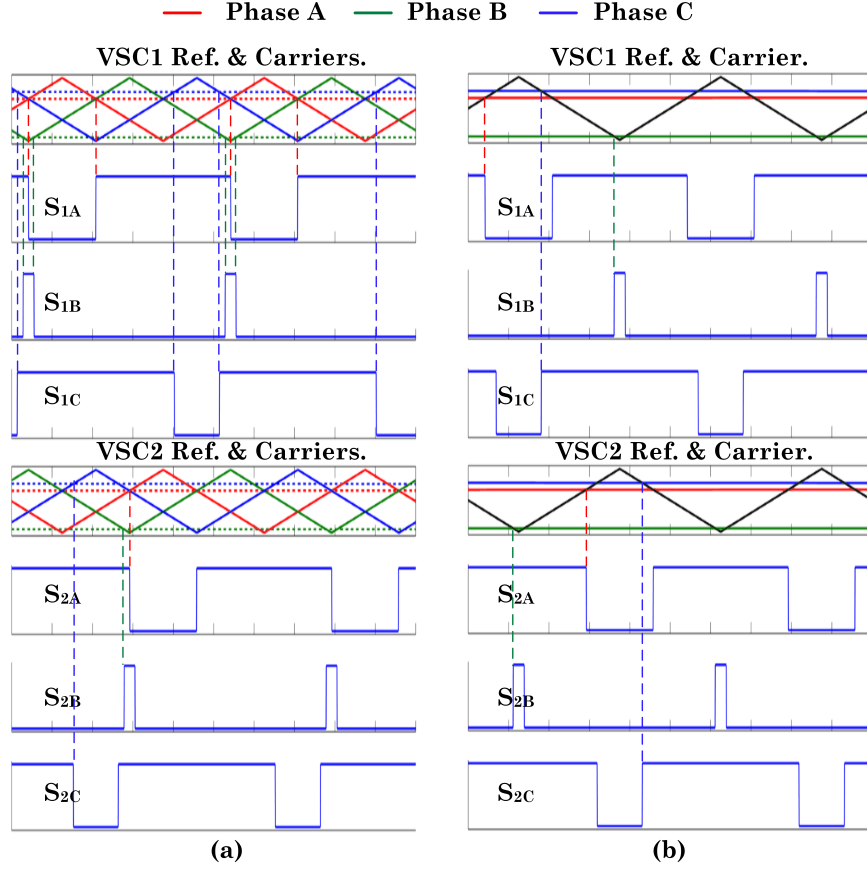 Phase A Phase B Phase C
VSC1 Ref. & Carriers.
S1A
S1B
S1C
VSC2 Ref. & Carriers.
S2A
S2B
S2C
(a)
VSC1 Ref. & Carrier.
S1A
S1B
S1C
VSC2 Ref. & Carrier.
S2A
S2B
S2C
(b)